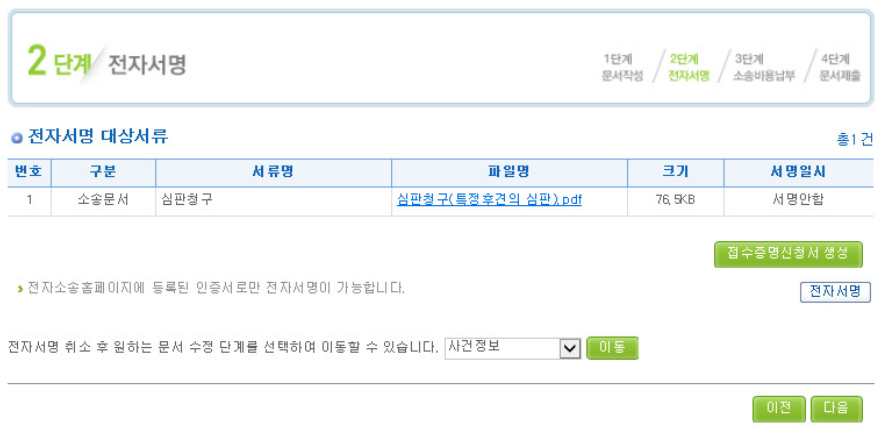 2 단계 전자서명
1단계 문서작성 / 2단계 전자서명 / 3단계 소송비용납부 / 4단계 문서제출
전자서명 대상서류
총1 건
번호 구분 서류명 파일명 크기 서명일시
1 소송문서 심판청구 심판청구(특정후견의 심판).pdf 76.5KB 서명안함
접수증명신청서 생성
전자소송홈페이지에 등록된 인증서로만 전자서명이 가능합니다.
전자서명
전자서명 취소 후 원하는 문서 수정 단계를 선택하여 이동할 수 있습니다. 사건정보 이동
이전 다음